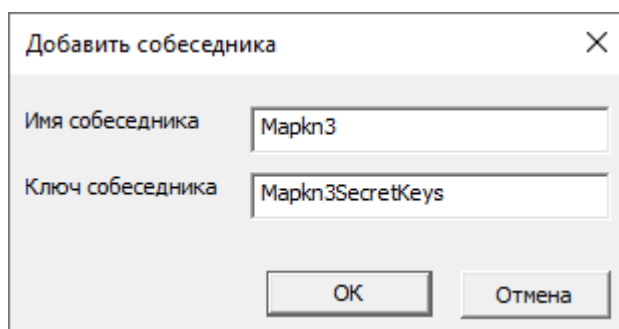 Добавить собеседника
Имя собеседника Mapkn3
Ключ собеседника Mapkn3SecretKeys
OK Отмена